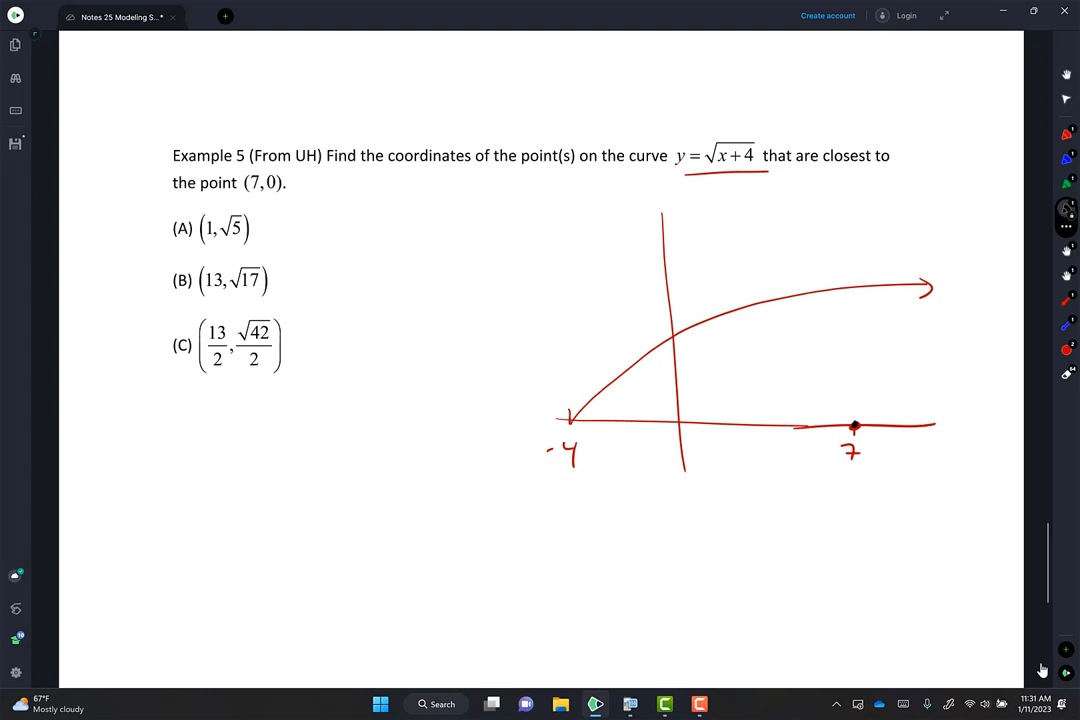 Notes 25 Modeling S...*
Create account
Login
Example 5 (From UH) Find the coordinates of the point(s) on the curve y = √(x+4) that are closest to
the point (7,0).
(A) (1, √5)
(B) (13, √17)
(C) (13/2, √42/2)
-4
7
67°F
Mostly cloudy
Search
11:31 AM
1/11/2023